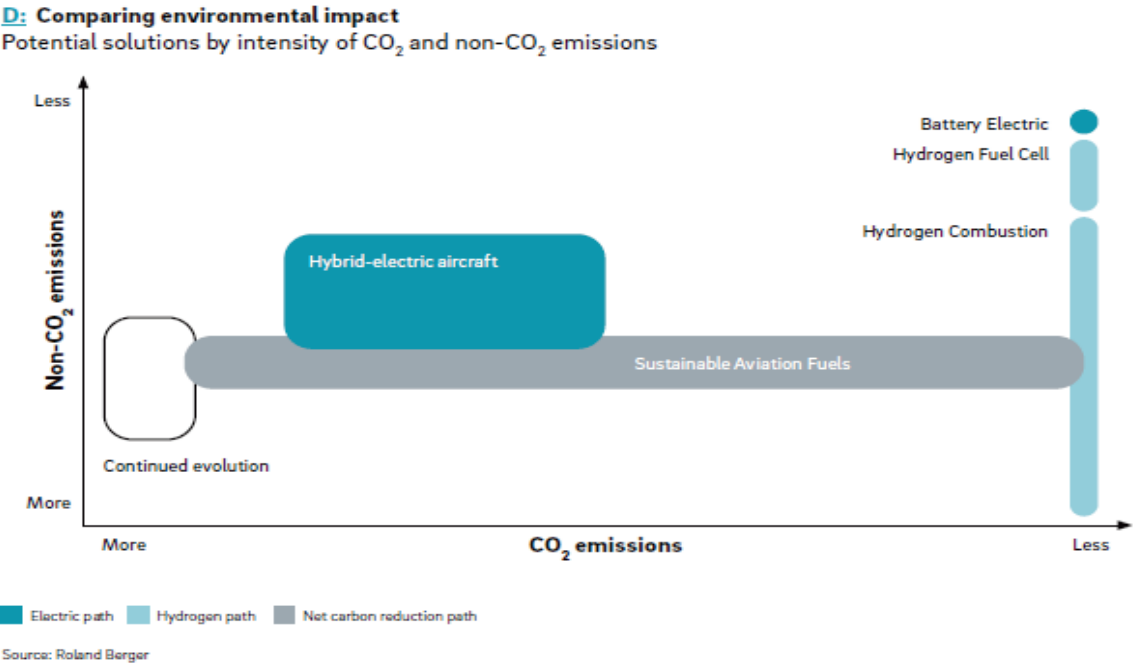 D: Comparing environmental impact
Potential solutions by intensity of CO₂ and non-CO₂ emissions
Less
Battery Electric
Hydrogen Fuel Cell
Hydrogen Combustion
Hybrid-electric aircraft
Non-CO₂ emissions
Sustainable Aviation Fuels
Continued evolution
More
More
CO₂ emissions
Less
Electric path
Hydrogen path
Net carbon reduction path
Source: Roland Berger